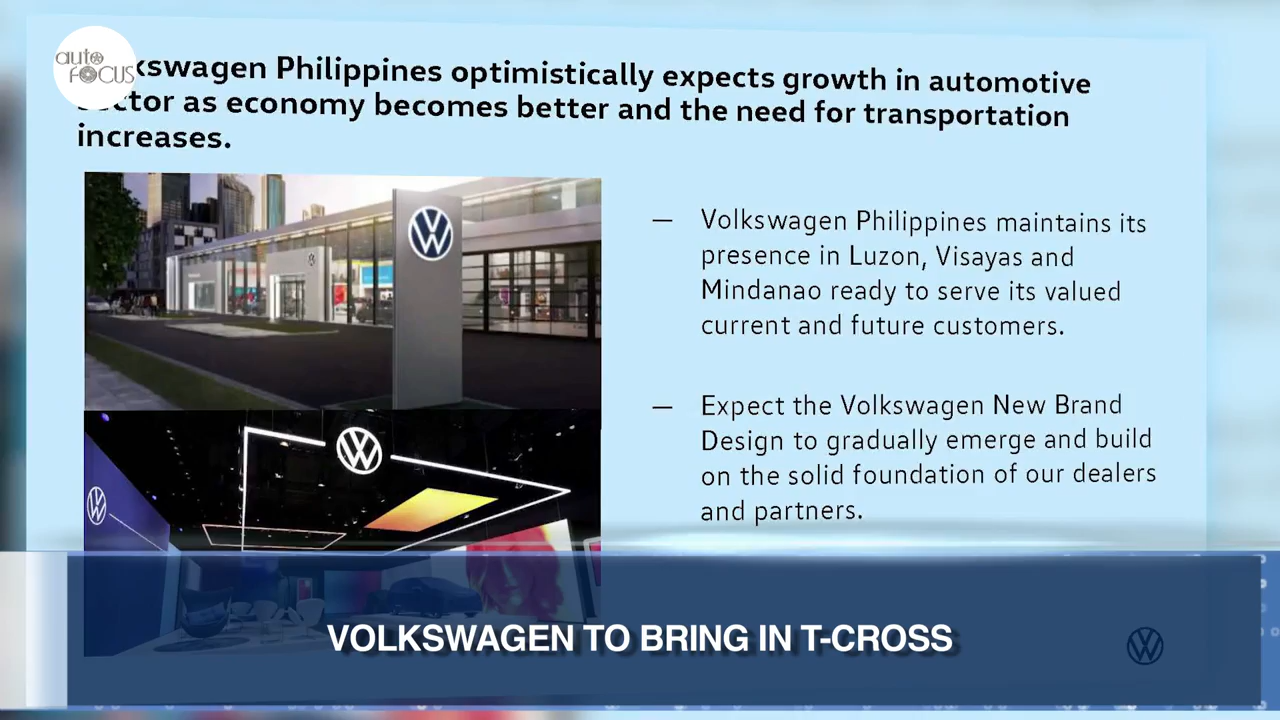 auto
FOCUS
kswagen Philippines optimistically expects growth in automotive
ctor as economy becomes better and the need for transportation
increases.
— Volkswagen Philippines maintains its
presence in Luzon, Visayas and
Mindanao ready to serve its valued
current and future customers.
— Expect the Volkswagen New Brand
Design to gradually emerge and build
on the solid foundation of our dealers
and partners.
VOLKSWAGEN TO BRING IN T-CROSS